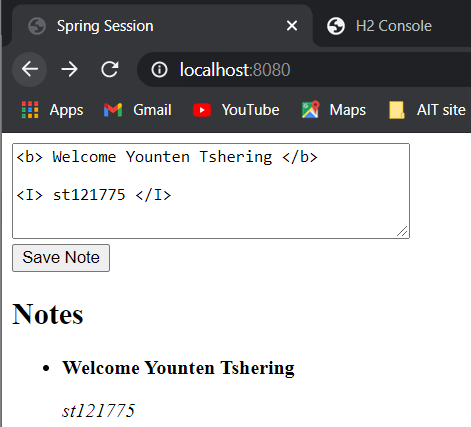 Spring Session
H2 Console
localhost:8080
Apps Gmail YouTube Maps AIT site
<b> Welcome Younten Tshering </b>
<I> st121775 </I>
Save Note
Notes
Welcome Younten Tshering
st121775